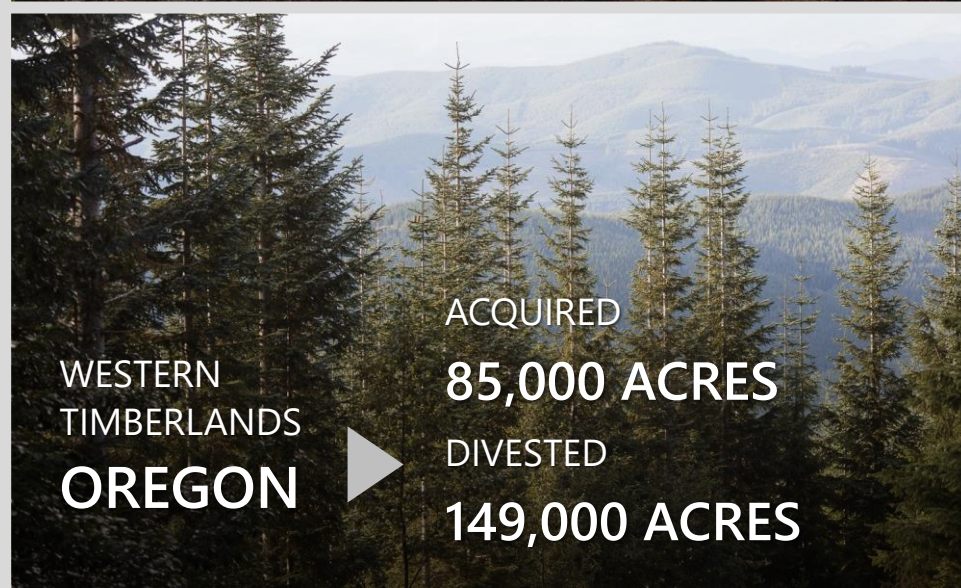 WESTERN
TIMBERLANDS
OREGON
ACQUIRED
85,000 ACRES
DIVESTED
149,000 ACRES